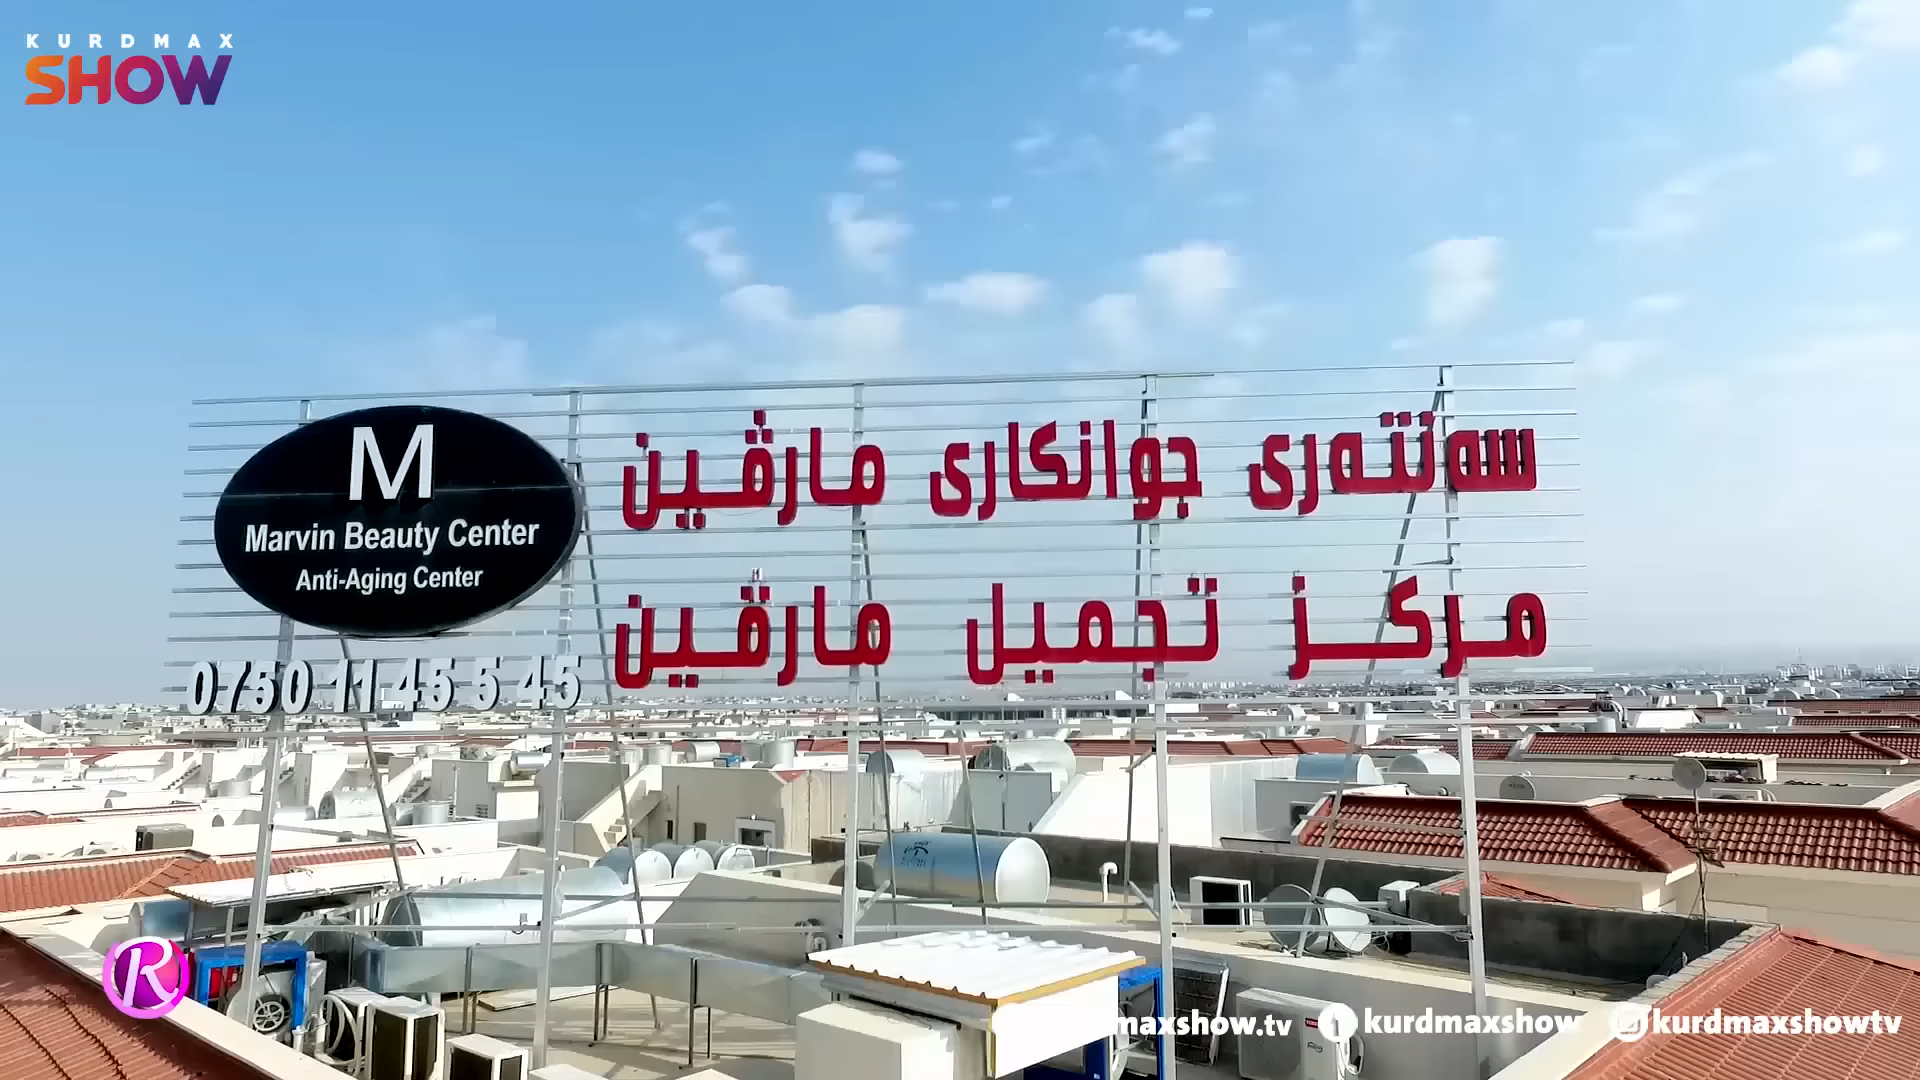 KURDMAX
SHOW
M
Marvin Beauty Center
Anti-Aging Center
0750 11 45 5 45
سەنتەری جوانکاری مارڤین
مركز تجميل مارڤين
R
maxshow.tv
kurdmaxshow
kurdmaxshowtv